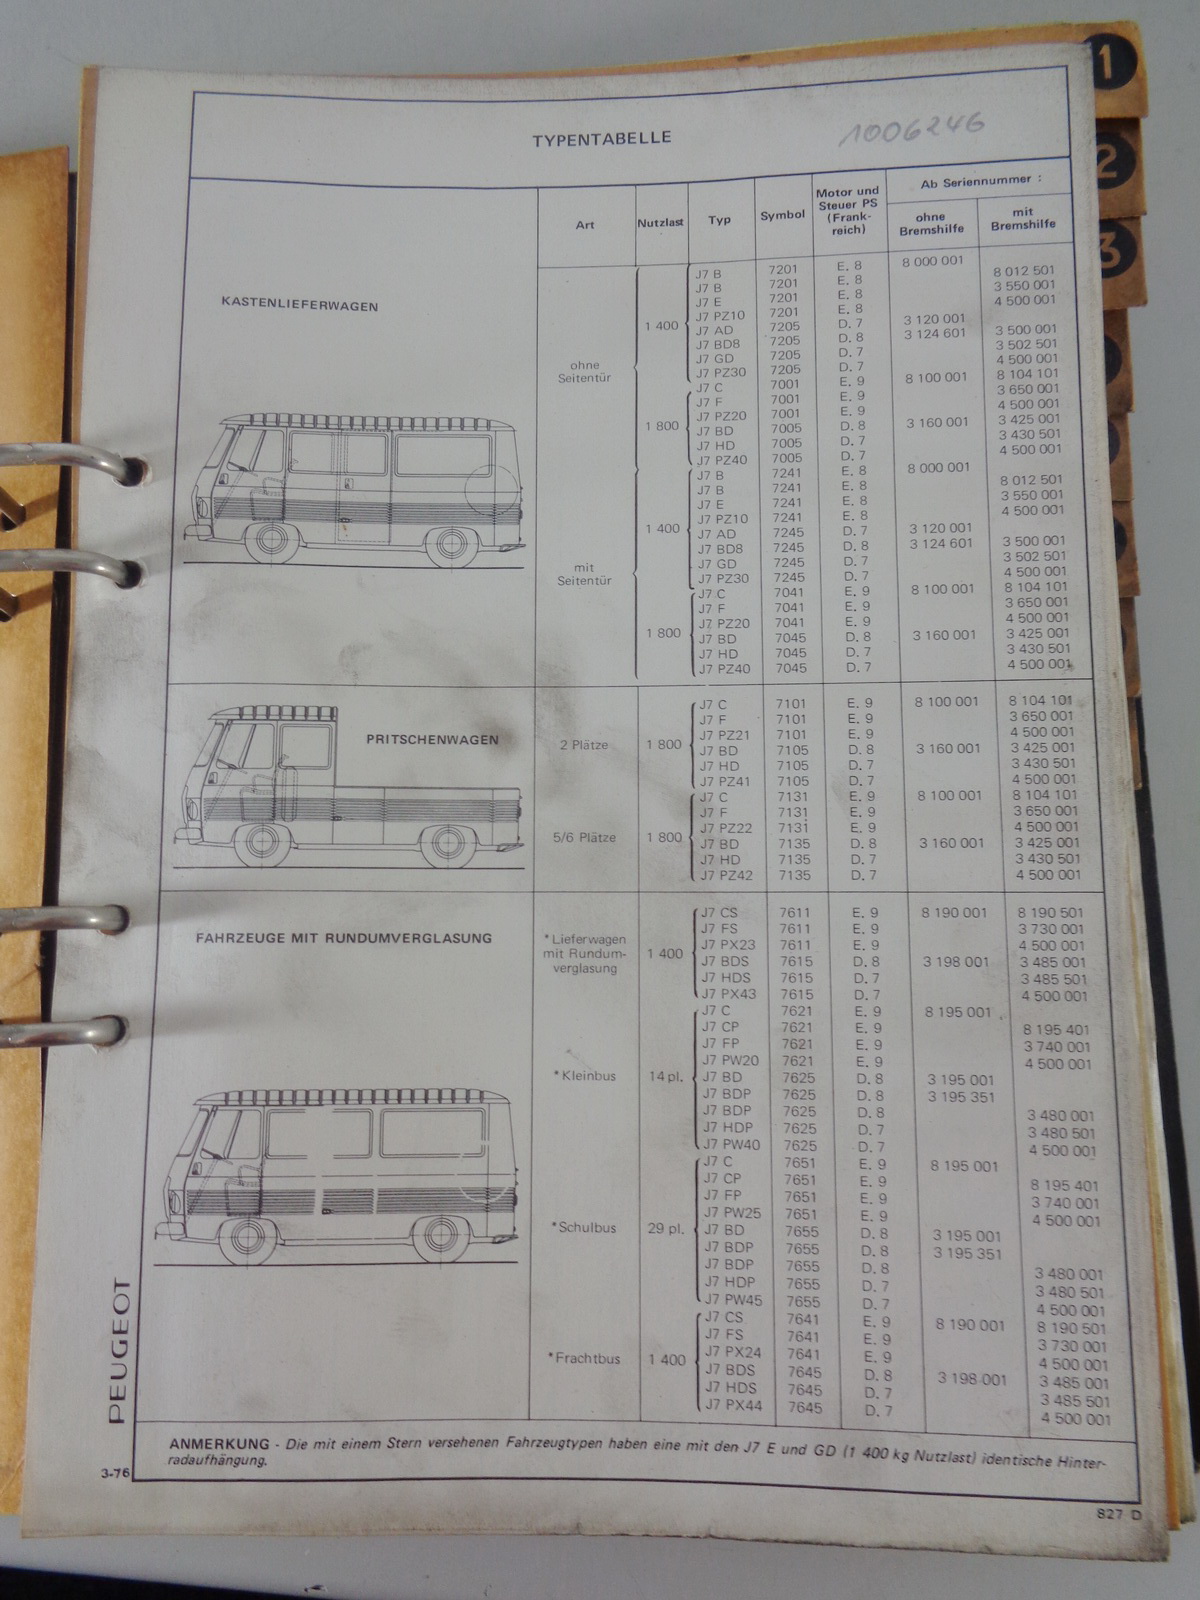 TYPENTABELLE
1006246
Art Nutzlast Typ Symbol Motor und Steuer PS (Frank-reich) Ab Seriennummer :
ohne Bremshilfe mit Bremshilfe
KASTENLIEFERWAGEN
ohne Seitentür
1 400
J7 B 7201 E. 8 8 000 001
J7 B 7201 E. 8 8 012 501
J7 E 7201 E. 8 3 550 001
J7 PZ10 7201 E. 8 4 500 001
J7 AD 7205 D. 7 3 120 001
J7 BD8 7205 D. 8 3 124 601 3 500 001
J7 GD 7205 D. 7 3 502 501
J7 PZ30 7205 D. 7 4 500 001
1 800
J7 C 7001 E. 9 8 100 001 8 104 101
J7 F 7001 E. 9 3 650 001
J7 PZ20 7001 E. 9 4 500 001
J7 BD 7005 D. 8 3 160 001 3 425 001
J7 HD 7005 D. 7 3 430 501
J7 PZ40 7005 D. 7 4 500 001
mit Seitentür
1 400
J7 B 7241 E. 8 8 000 001
J7 B 7241 E. 8 8 012 501
J7 E 7241 E. 8 3 550 001
J7 PZ10 7241 E. 8 4 500 001
J7 AD 7245 D. 7 3 120 001
J7 BD8 7245 D. 8 3 124 601 3 500 001
J7 GD 7245 D. 7 3 502 501
J7 PZ30 7245 D. 7 4 500 001
1 800
J7 C 7041 E. 9 8 100 001 8 104 101
J7 F 7041 E. 9 3 650 001
J7 PZ20 7041 E. 9 4 500 001
J7 BD 7045 D. 8 3 160 001 3 425 001
J7 HD 7045 D. 7 3 430 501
J7 PZ40 7045 D. 7 4 500 001
PRITSCHENWAGEN
2 Plätze 1 800
J7 C 7101 E. 9 8 100 001 8 104 101
J7 F 7101 E. 9 3 650 001
J7 PZ21 7101 E. 9 4 500 001
J7 BD 7105 D. 8 3 160 001 3 425 001
J7 HD 7105 D. 7 3 430 501
J7 PZ41 7105 D. 7 4 500 001
5/6 Plätze 1 800
J7 C 7131 E. 9 8 100 001 8 104 101
J7 F 7131 E. 9 3 650 001
J7 PZ22 7131 E. 9 4 500 001
J7 BD 7135 D. 8 3 160 001 3 425 001
J7 HD 7135 D. 7 3 430 501
J7 PZ42 7135 D. 7 4 500 001
FAHRZEUGE MIT RUNDUMVERGLASUNG
* Lieferwagen
mit Rundum-
verglasung
1 400
J7 CS 7611 E. 9 8 190 001 8 190 501
J7 FS 7611 E. 9 3 730 001
J7 PX23 7611 E. 9 4 500 001
J7 BDS 7615 D. 8 3 198 001 3 485 001
J7 HDS 7615 D. 7 3 485 501
J7 PX43 7615 D. 7 4 500 001
* Kleinbus 14 pl.
J7 C 7621 E. 9 8 195 001
J7 CP 7621 E. 9 8 195 401
J7 FP 7621 E. 9 3 740 001
J7 PW20 7621 E. 9 4 500 001
J7 BD 7625 D. 8 3 195 001
J7 BDP 7625 D. 8 3 195 351
J7 BDP 7625 D. 8 3 480 001
J7 HDP 7625 D. 7 3 480 501
J7 PW40 7625 D. 7 4 500 001
* Schulbus 29 pl.
J7 C 7651 E. 9 8 195 001
J7 CP 7651 E. 9 8 195 401
J7 FP 7651 E. 9 3 740 001
J7 PW25 7651 E. 9 4 500 001
J7 BD 7655 D. 8 3 195 001
J7 BDP 7655 D. 8 3 195 351
J7 BDP 7655 D. 8 3 480 001
J7 HDP 7655 D. 7 3 480 501
J7 PW45 7655 D. 7 4 500 001
* Frachtbus 1 400
J7 CS 7641 E. 9 8 190 001 8 190 501
J7 FS 7641 E. 9 3 730 001
J7 PX24 7641 E. 9 4 500 001
J7 BDS 7645 D. 8 3 198 001 3 485 001
J7 HDS 7645 D. 7 3 485 501
J7 PX44 7645 D. 7 4 500 001
PEUGEOT
ANMERKUNG - Die mit einem Stern versehenen Fahrzeugtypen haben eine mit den J7 E und GD (1 400 kg Nutzlast) identische Hinter-
radaufhängung.
3-76
827 D
1
2
3